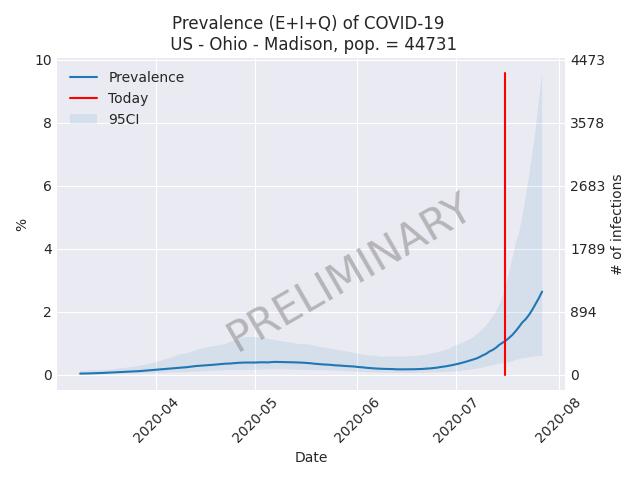 Prevalence (E+I+Q) of COVID-19
US - Ohio - Madison, pop. = 44731
10
8
6
4
2
0
%
Prevalence
Today
95CI
PRELIMINARY
4473
3578
2683
1789
894
0
# of infections
2020-04
2020-05
2020-06
2020-07
2020-08
Date